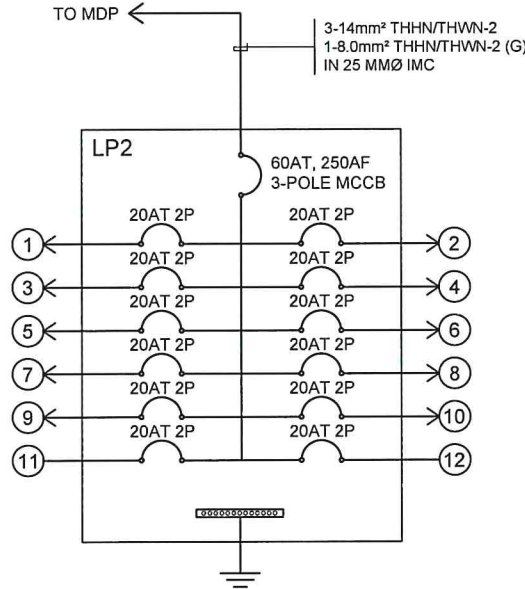 TO MDP
3-14mm² THHN/THWN-2
1-8.0mm² THHN/THWN-2 (G)
IN 25 MMØ IMC
LP2
60AT, 250AF
3-POLE MCCB
20AT 2P 20AT 2P
1 2
20AT 2P 20AT 2P
3 4
20AT 2P 20AT 2P
5 6
20AT 2P 20AT 2P
7 8
20AT 2P 20AT 2P
9 10
20AT 2P 20AT 2P
11 12